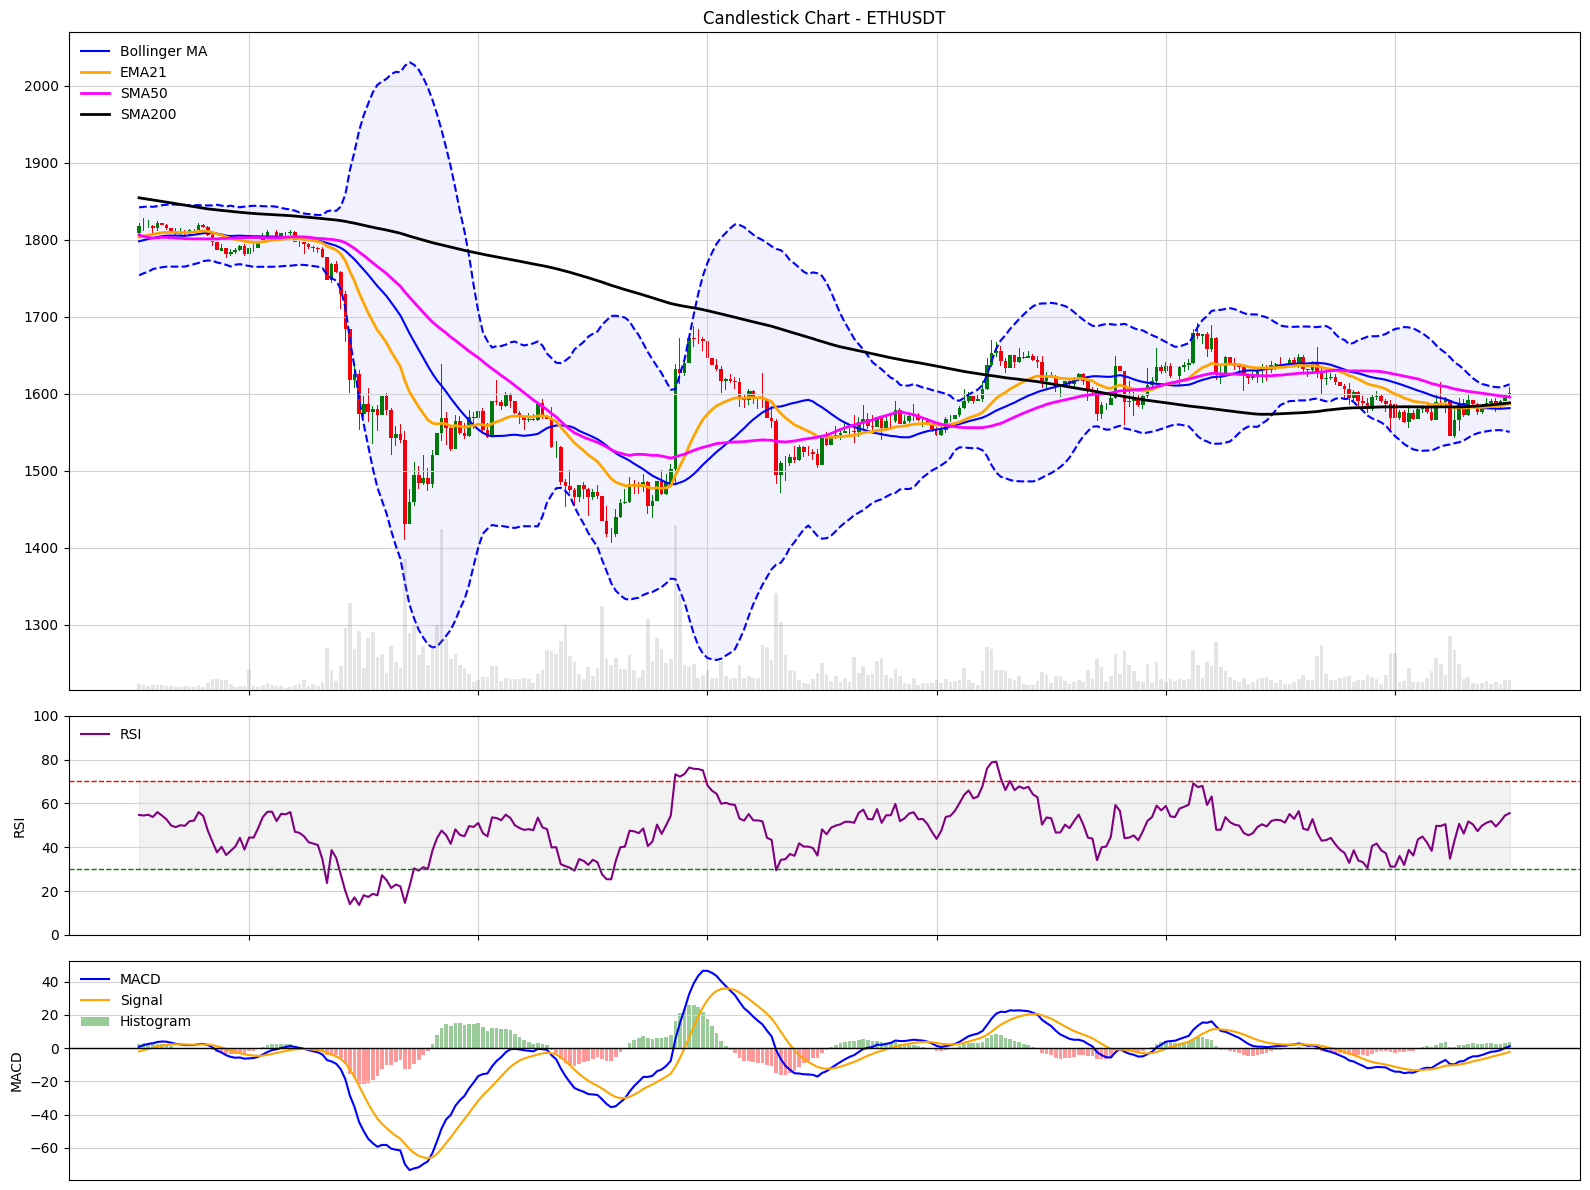 Candlestick Chart - ETHUSDT
Bollinger MA
EMA21
SMA50
SMA200
2000
1900
1800
1700
1600
1500
1400
1300
RSI
100
80
60
40
20
0
RSI
MACD
Signal
Histogram
40
20
0
−20
−40
−60
MACD